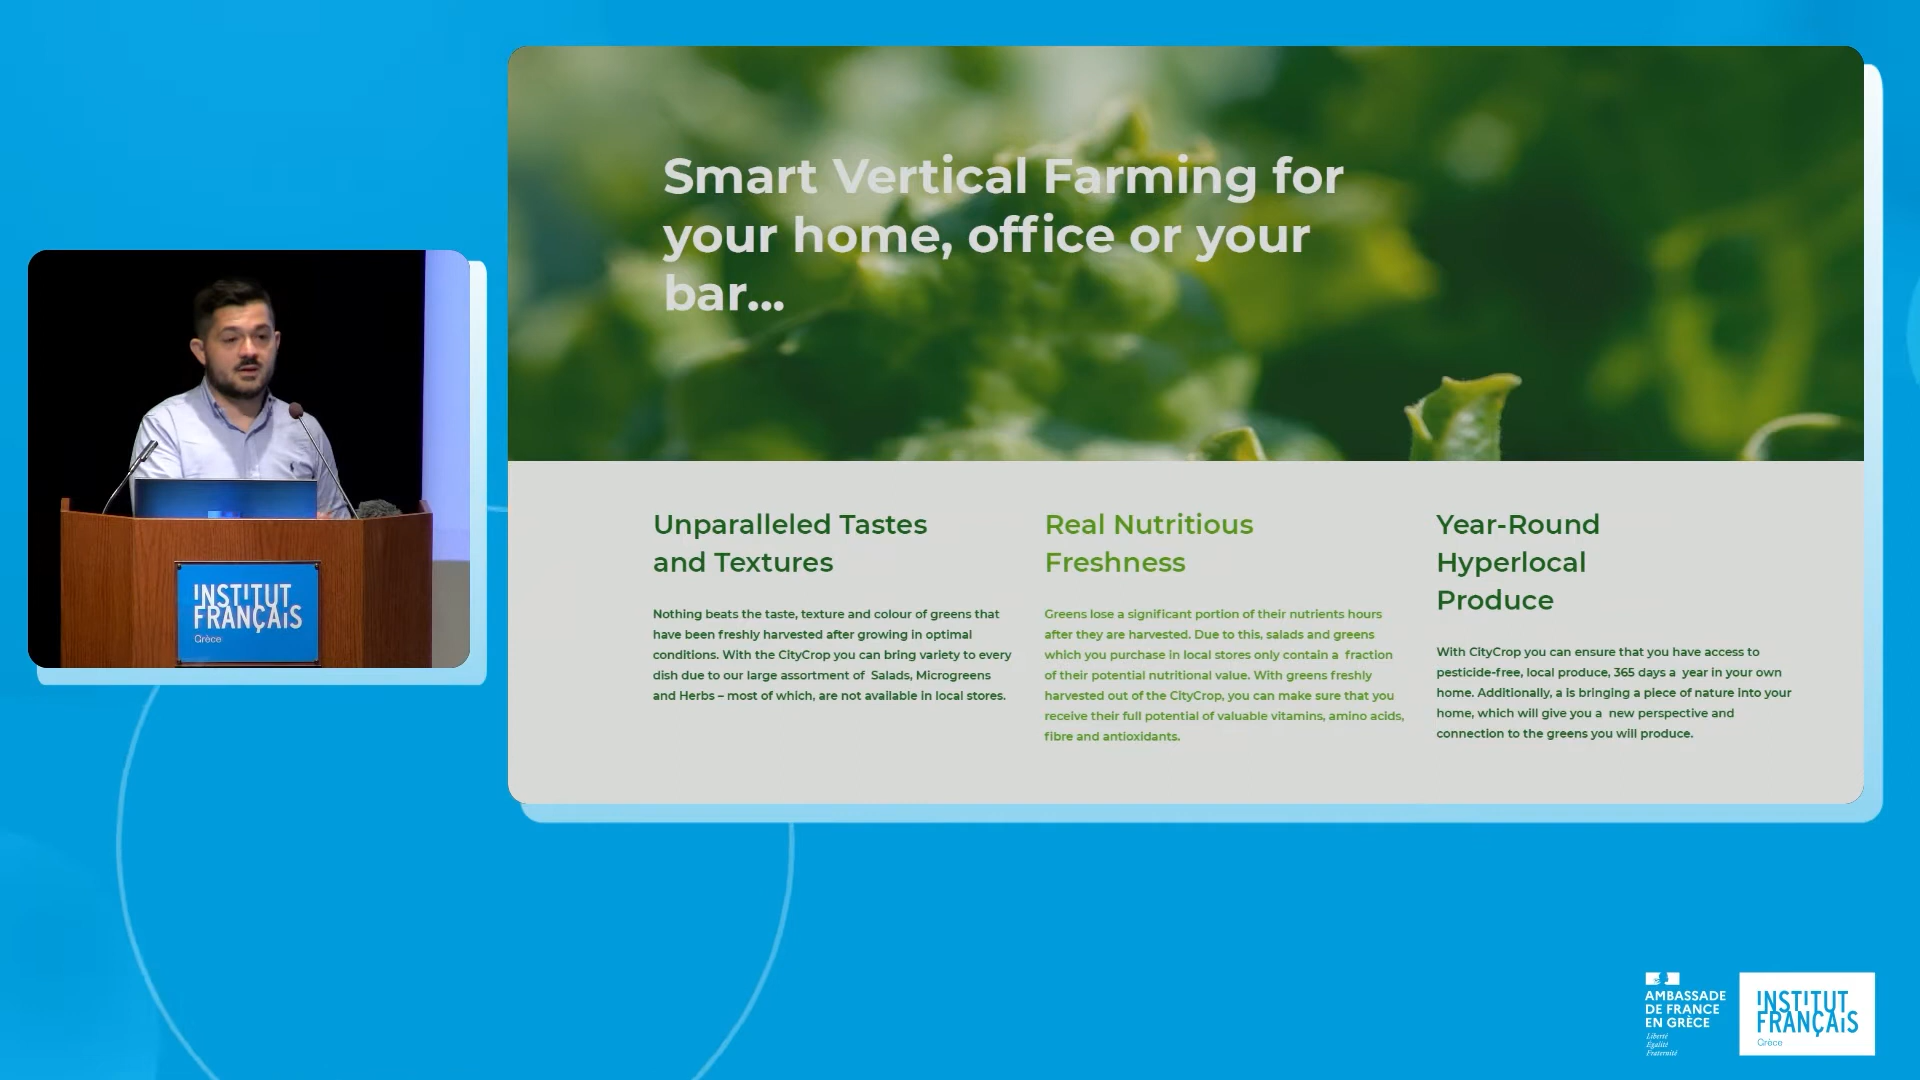 Smart Vertical Farming for
your home, office or your
bar...
Unparalleled Tastes
and Textures
Nothing beats the taste, texture and colour of greens that
have been freshly harvested after growing in optimal
conditions. With the CityCrop you can bring variety to every
dish due to our large assortment of Salads, Microgreens
and Herbs – most of which, are not available in local stores.
Real Nutritious
Freshness
Greens lose a significant portion of their nutrients hours
after they are harvested. Due to this, salads and greens
which you purchase in local stores only contain a fraction
of their potential nutritional value. With greens freshly
harvested out of the CityCrop, you can make sure that you
receive their full potential of valuable vitamins, amino acids,
fibre and antioxidants.
Year-Round
Hyperlocal
Produce
With CityCrop you can ensure that you have access to
pesticide-free, local produce, 365 days a year in your own
home. Additionally, a is bringing a piece of nature into your
home, which will give you a new perspective and
connection to the greens you will produce.
INSTITUT
FRANÇAIS
Grèce
AMBASSADE
DE FRANCE
EN GRÈCE
Liberté
Égalité
Fraternité
INSTITUT
FRANÇAIS
Grèce